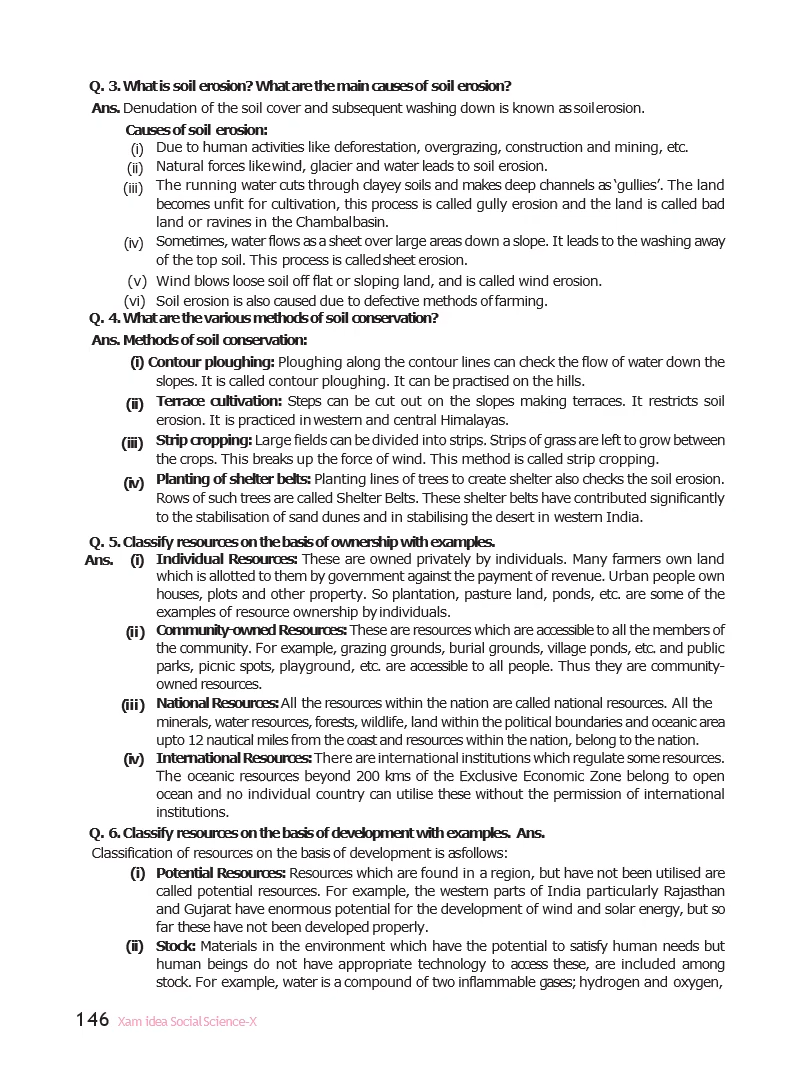 Q. 3. What is soil erosion? What are the main causes of soil erosion?
Ans. Denudation of the soil cover and subsequent washing down is known as soil erosion.
Causes of soil erosion:
(i) Due to human activities like deforestation, overgrazing, construction and mining, etc.
(ii) Natural forces like wind, glacier and water leads to soil erosion.
(iii) The running water cuts through clayey soils and makes deep channels as ‘gullies’. The land
becomes unfit for cultivation, this process is called gully erosion and the land is called bad
land or ravines in the Chambal basin.
(iv) Sometimes, water flows as a sheet over large areas down a slope. It leads to the washing away
of the top soil. This process is called sheet erosion.
(v) Wind blows loose soil off flat or sloping land, and is called wind erosion.
(vi) Soil erosion is also caused due to defective methods of farming.
Q. 4. What are the various methods of soil conservation?
Ans. Methods of soil conservation:
(i) Contour ploughing: Ploughing along the contour lines can check the flow of water down the
slopes. It is called contour ploughing. It can be practised on the hills.
(ii) Terrace cultivation: Steps can be cut out on the slopes making terraces. It restricts soil
erosion. It is practiced in western and central Himalayas.
(iii) Strip cropping: Large fields can be divided into strips. Strips of grass are left to grow between
the crops. This breaks up the force of wind. This method is called strip cropping.
(iv) Planting of shelter belts: Planting lines of trees to create shelter also checks the soil erosion.
Rows of such trees are called Shelter Belts. These shelter belts have contributed significantly
to the stabilisation of sand dunes and in stabilising the desert in western India.
Q. 5. Classify resources on the basis of ownership with examples.
Ans. (i) Individual Resources: These are owned privately by individuals. Many farmers own land
which is allotted to them by government against the payment of revenue. Urban people own
houses, plots and other property. So plantation, pasture land, ponds, etc. are some of the
examples of resource ownership by individuals.
(ii) Community-owned Resources: These are resources which are accessible to all the members of
the community. For example, grazing grounds, burial grounds, village ponds, etc. and public
parks, picnic spots, playground, etc. are accessible to all people. Thus they are community-
owned resources.
(iii) National Resources: All the resources within the nation are called national resources. All the
minerals, water resources, forests, wildlife, land within the political boundaries and oceanic area
upto 12 nautical miles from the coast and resources within the nation, belong to the nation.
(iv) International Resources: There are international institutions which regulate some resources.
The oceanic resources beyond 200 kms of the Exclusive Economic Zone belong to open
ocean and no individual country can utilise these without the permission of international
institutions.
Q. 6. Classify resources on the basis of development with examples. Ans.
Classification of resources on the basis of development is as follows:
(i) Potential Resources: Resources which are found in a region, but have not been utilised are
called potential resources. For example, the western parts of India particularly Rajasthan
and Gujarat have enormous potential for the development of wind and solar energy, but so
far these have not been developed properly.
(ii) Stock: Materials in the environment which have the potential to satisfy human needs but
human beings do not have appropriate technology to access these, are included among
stock. For example, water is a compound of two inflammable gases; hydrogen and oxygen,
146 Xam idea Social Science-X